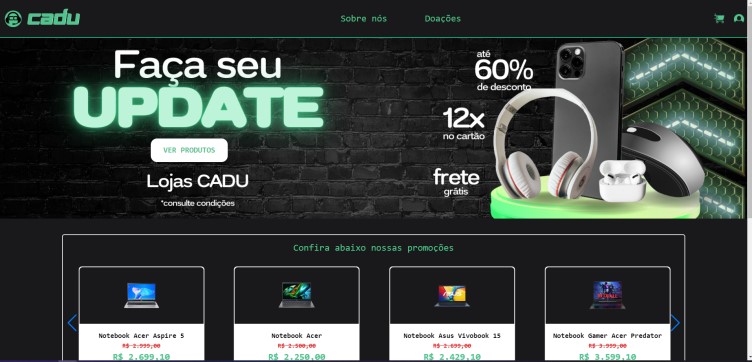 cadu
Sobre nós
Doações
Faça seu
UPDATE
VER PRODUTOS
Lojas CADU
*consulte condições
até
60%
de desconto
12x
no cartão
frete
grátis
Confira abaixo nossas promoções
Notebook Acer Aspire 5
R$ 2.999,00
R$ 2.699,10
Notebook Acer
R$ 2.500,00
R$ 2.250,00
Notebook Asus Vivobook 15
R$ 2.699,00
R$ 2.429,10
Notebook Gamer Acer Predator
R$ 3.999,00
R$ 3.599,10